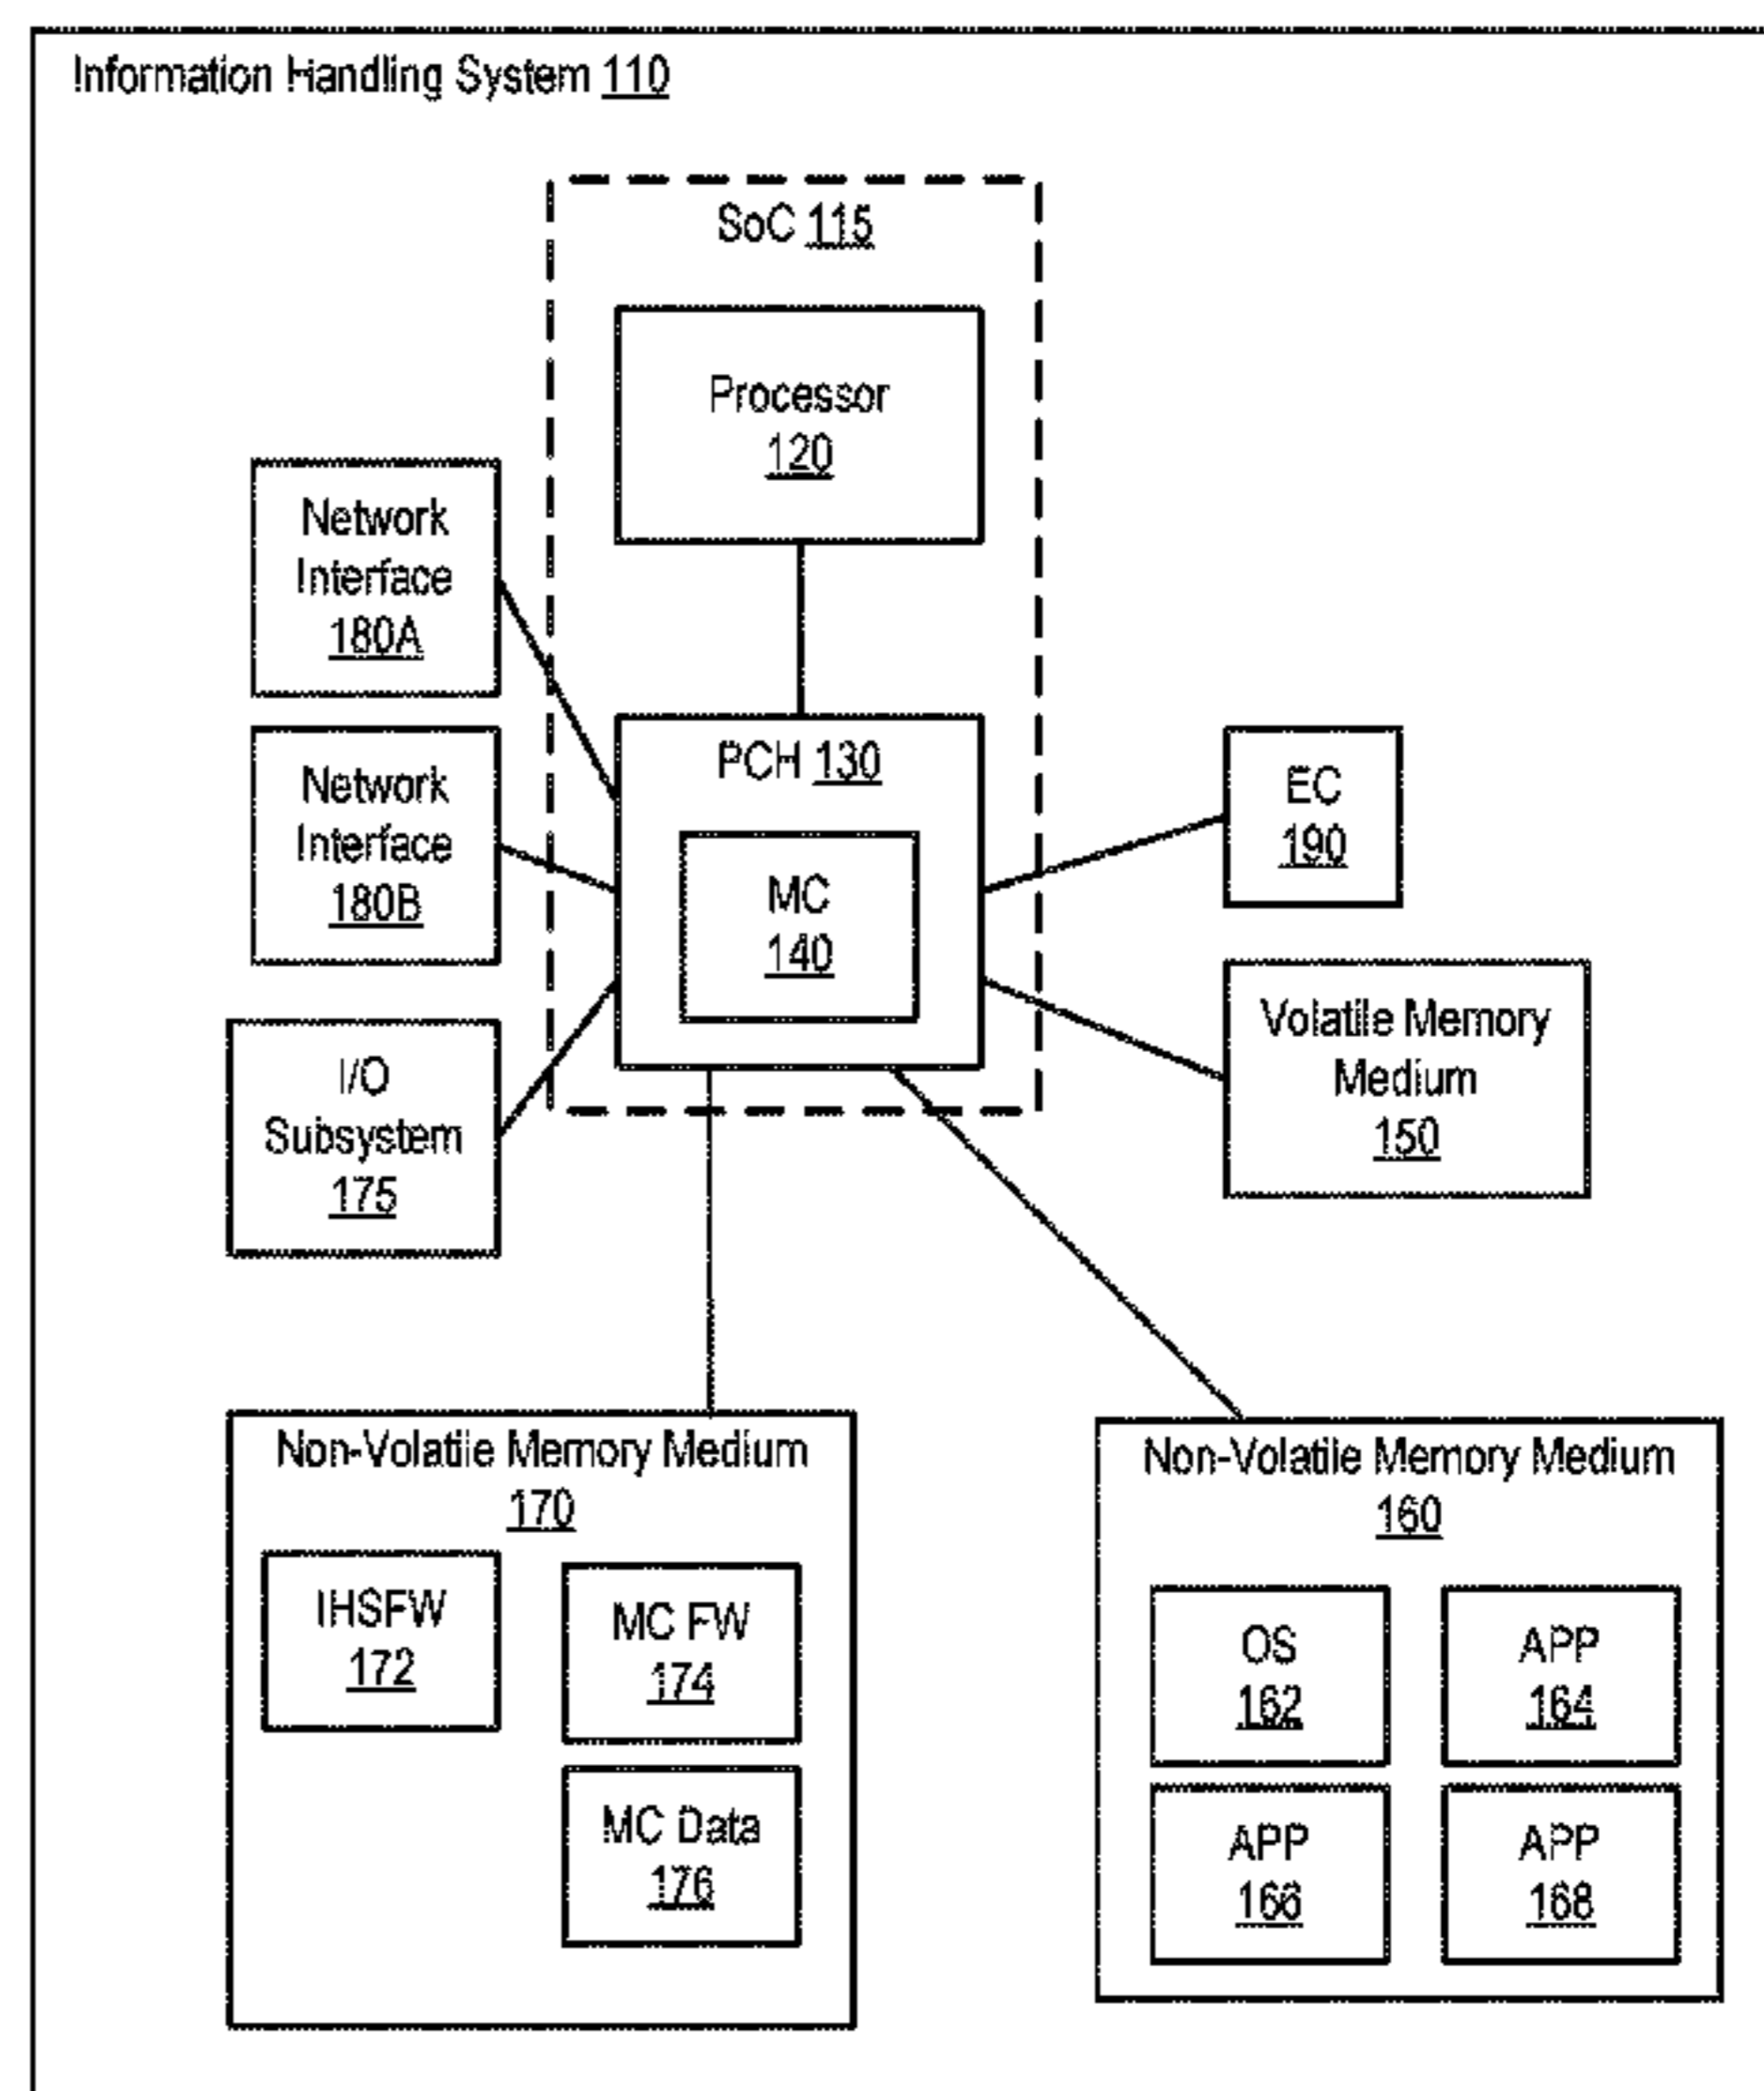 Information Handling System 110
SoC 115
Processor
120
Network
Interface
180A
Network
Interface
180B
I/O
Subsystem
175
PCH 130
MC
140
EC
190
Volatile Memory
Medium
150
Non-Volatile Memory Medium
170
IHSFW
172
MC FW
174
MC Data
176
Non-Volatile Memory Medium
160
OS
162
APP
164
APP
166
APP
168